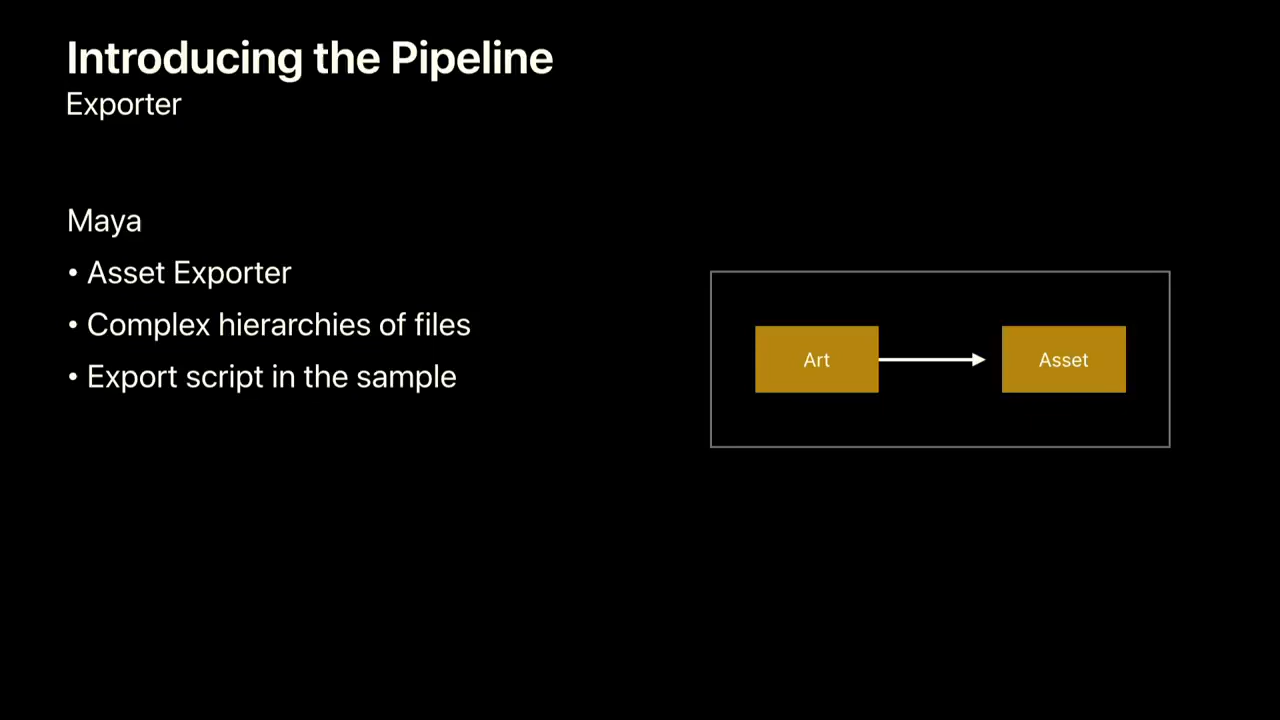 Introducing the Pipeline
Exporter
Maya
• Asset Exporter
• Complex hierarchies of files
• Export script in the sample
Art
Asset